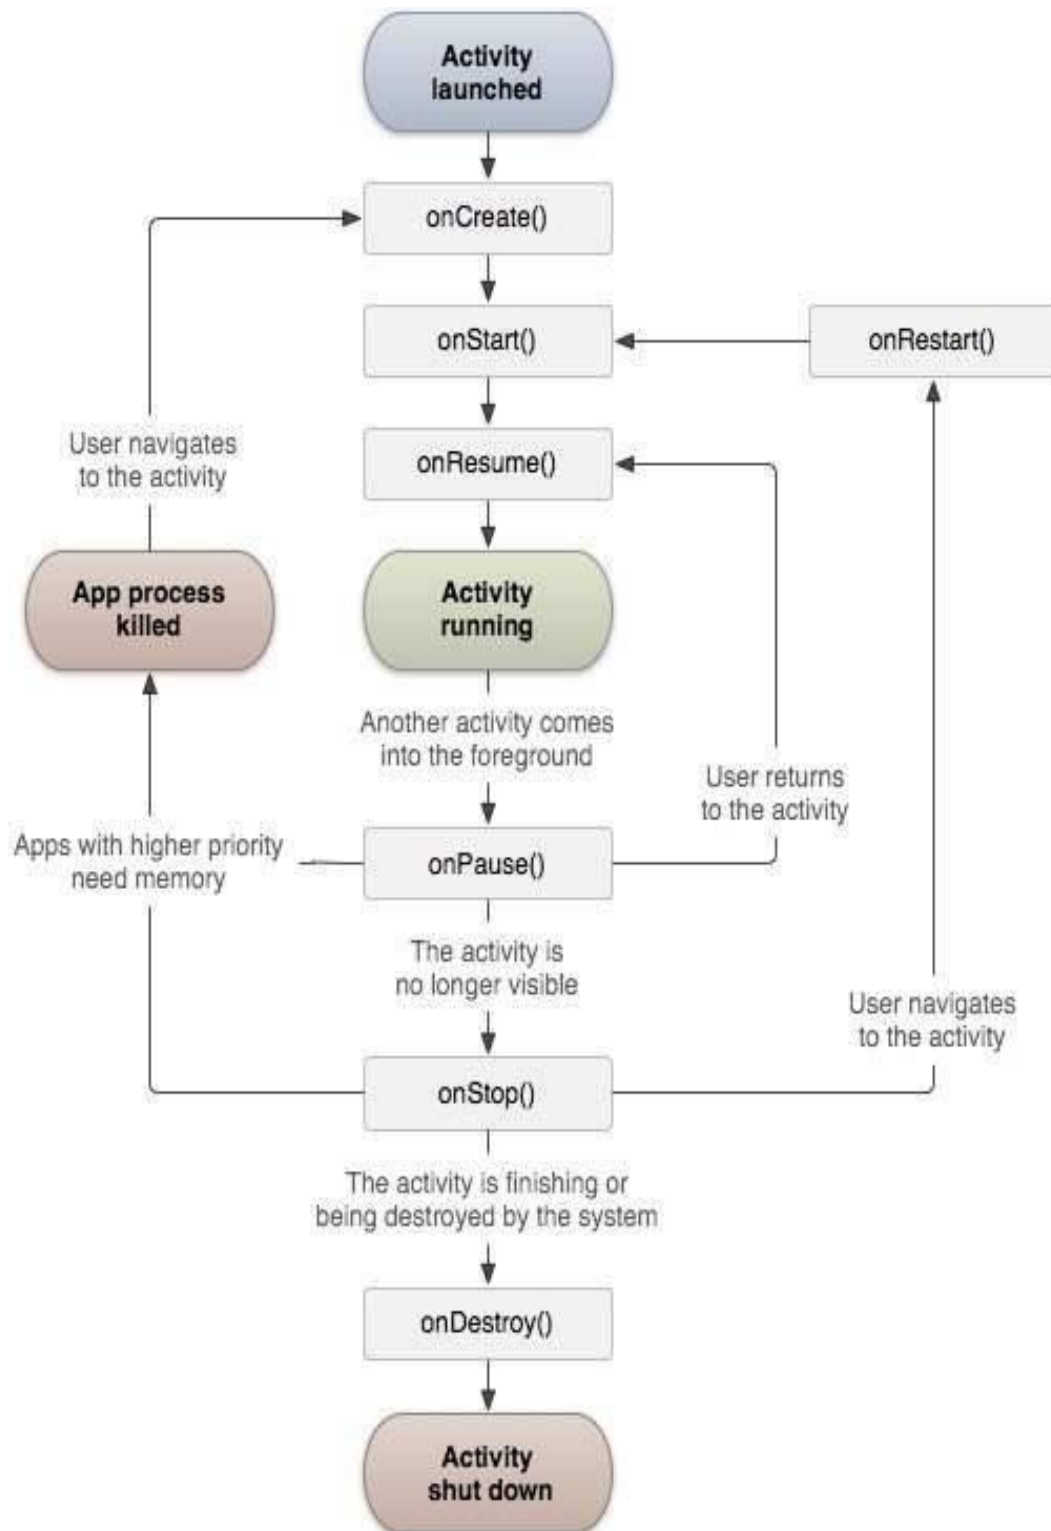 Activity
launched
onCreate()
onStart()
onRestart()
User navigates
to the activity
onResume()
App process
killed
Activity
running
Another activity comes
into the foreground
User returns
to the activity
Apps with higher priority
need memory
onPause()
The activity is
no longer visible
User navigates
to the activity
onStop()
The activity is finishing or
being destroyed by the system
onDestroy()
Activity
shut down